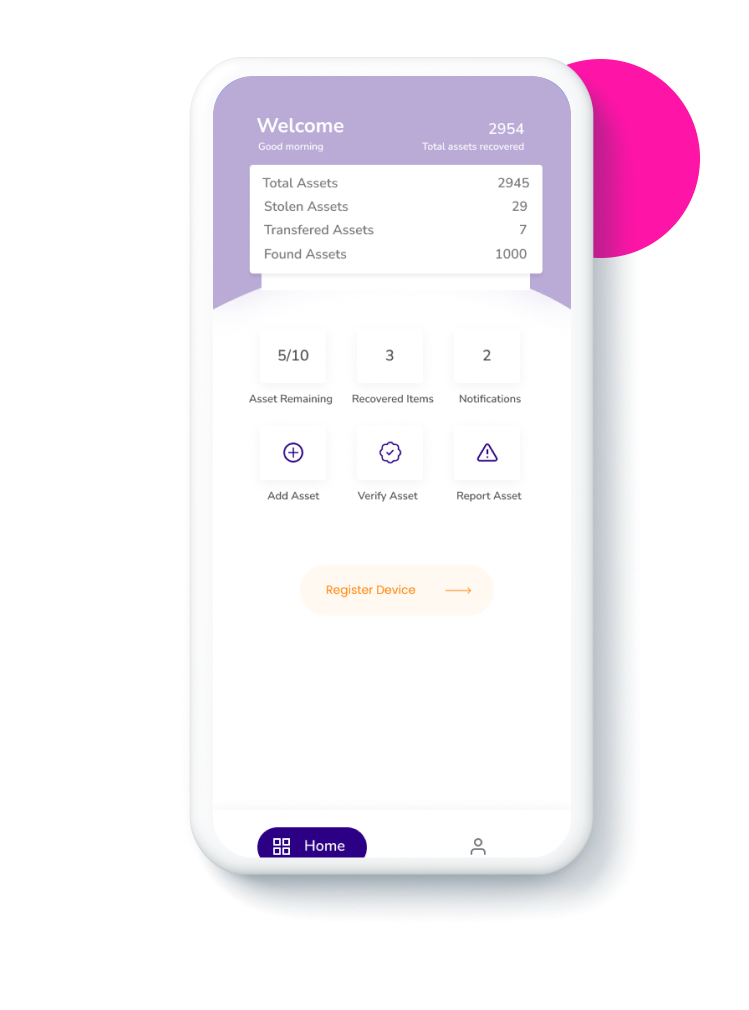 Welcome 2954
Good morning Total assets recovered
Total Assets 2945
Stolen Assets 29
Transfered Assets 7
Found Assets 1000
5/10 3 2
Asset Remaining Recovered Items Notifications
Add Asset Verify Asset Report Asset
Register Device
Home